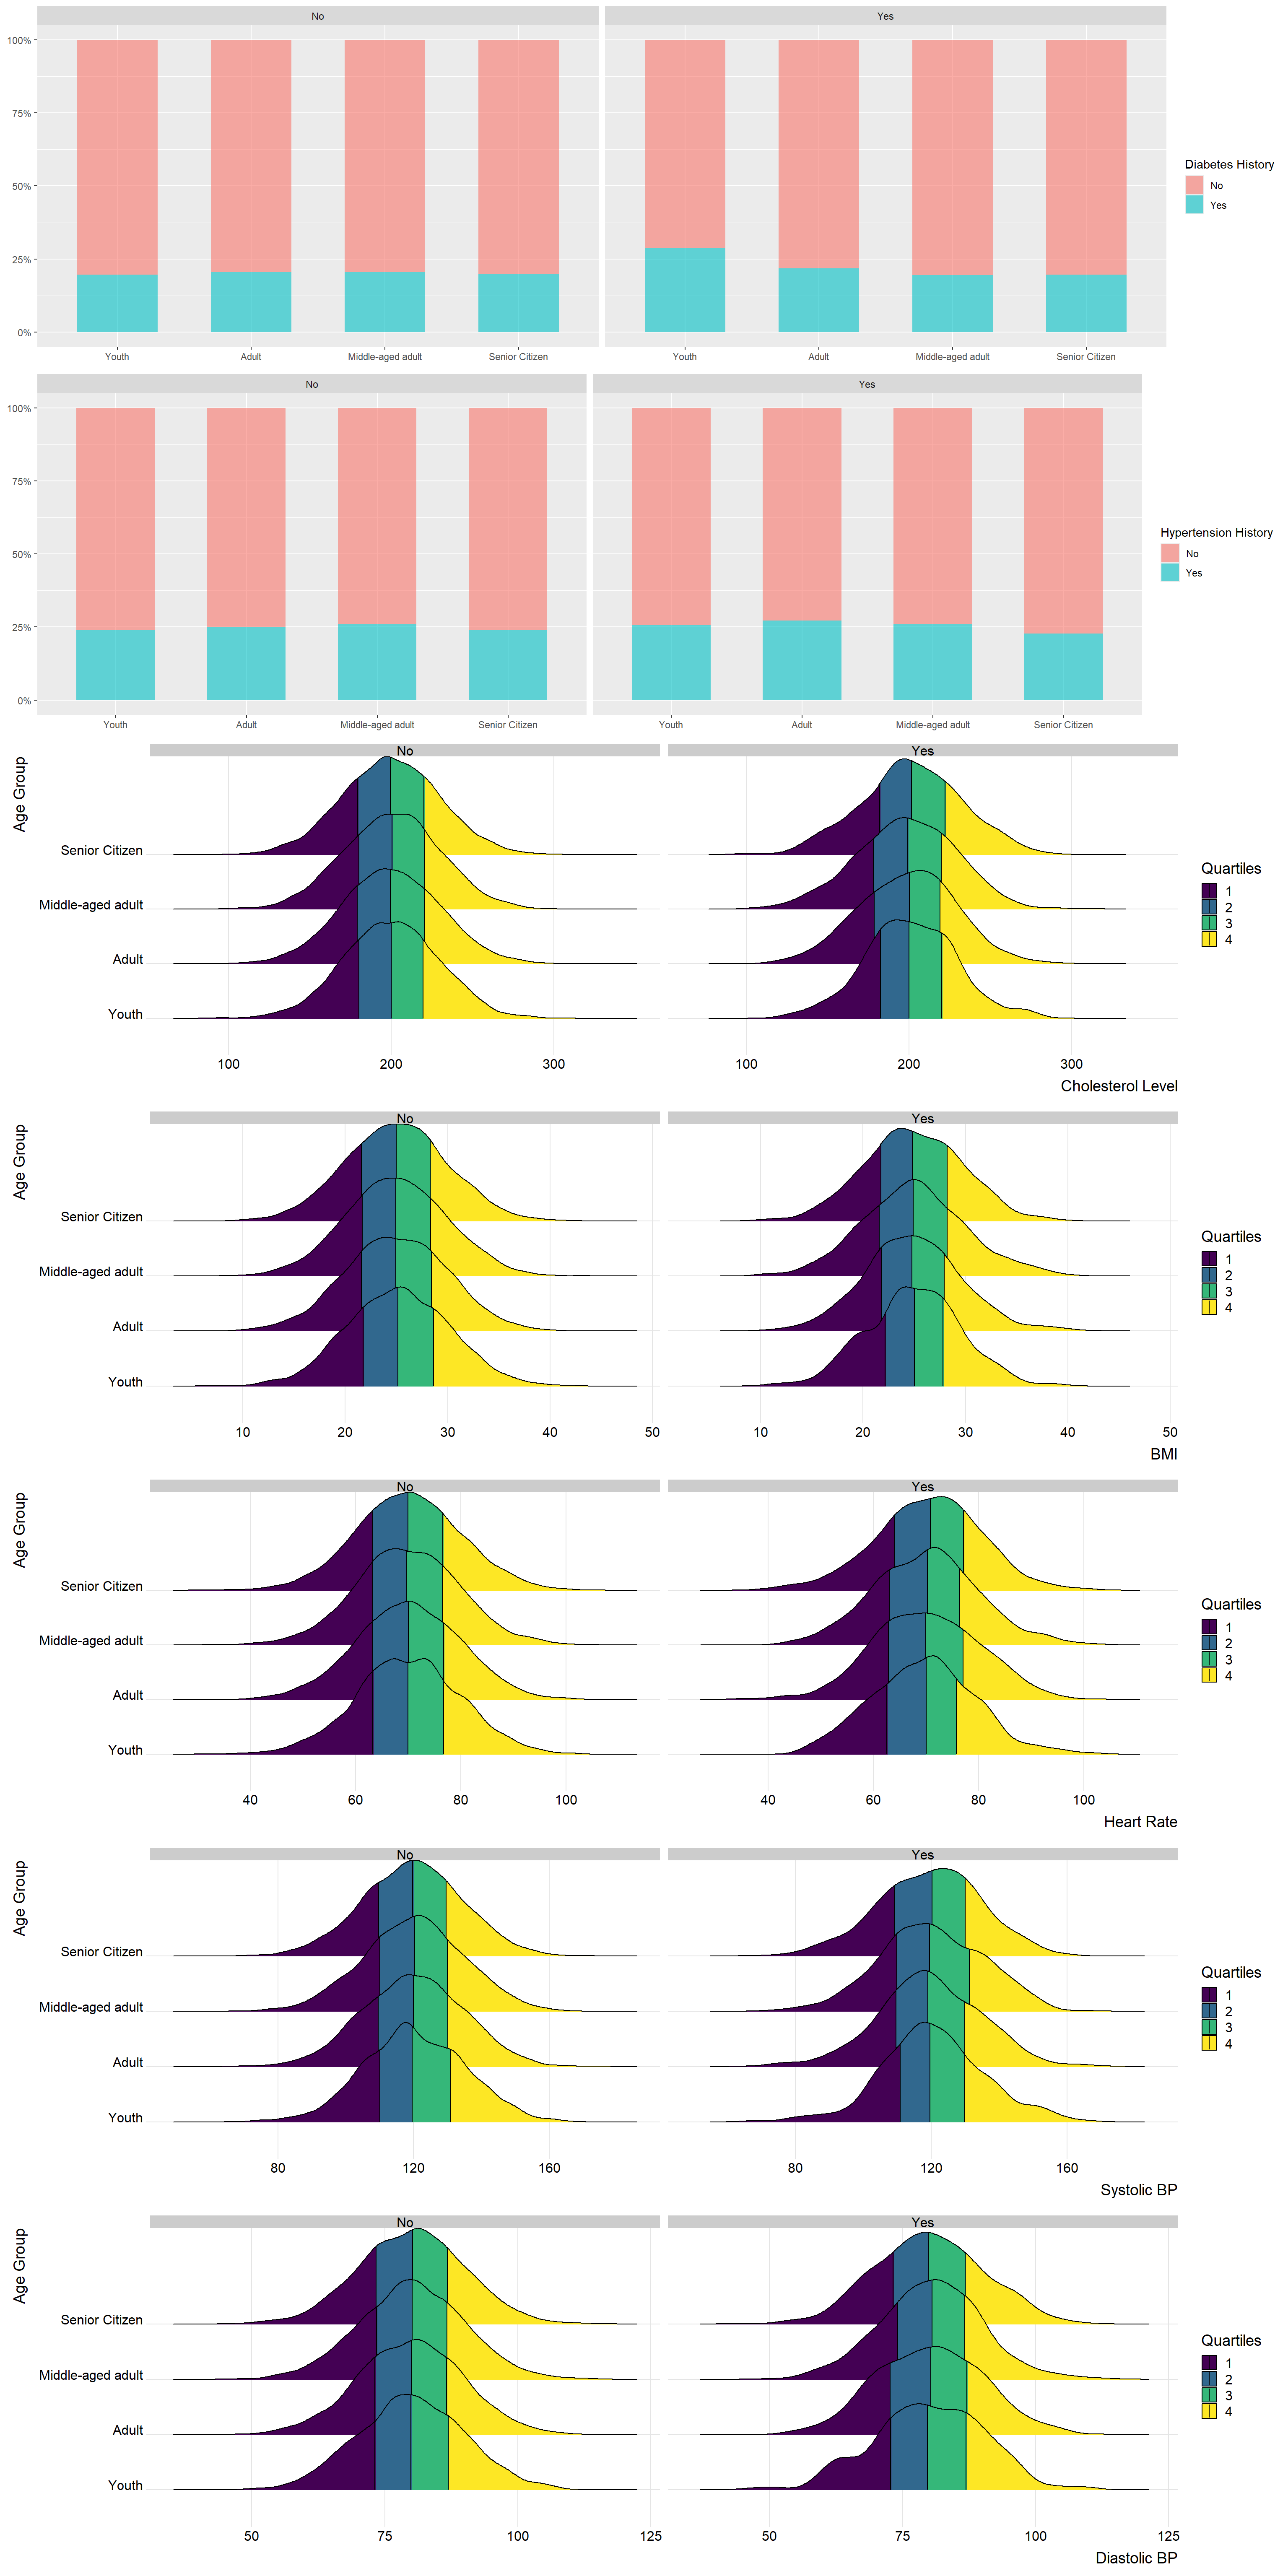 No Yes
100%
75%
50%
25%
0%
Youth Adult Middle-aged adult Senior Citizen Youth Adult Middle-aged adult Senior Citizen
Diabetes History
No
Yes
No Yes
100%
75%
50%
25%
0%
Youth Adult Middle-aged adult Senior Citizen Youth Adult Middle-aged adult Senior Citizen
Hypertension History
No
Yes
No Yes
Age Group
Senior Citizen
Middle-aged adult
Adult
Youth
100 200 300 100 200 300
Cholesterol Level
Quartiles
1
2
3
4
No Yes
Age Group
Senior Citizen
Middle-aged adult
Adult
Youth
10 20 30 40 50 10 20 30 40 50
BMI
Quartiles
1
2
3
4
No Yes
Age Group
Senior Citizen
Middle-aged adult
Adult
Youth
40 60 80 100 40 60 80 100
Heart Rate
Quartiles
1
2
3
4
No Yes
Age Group
Senior Citizen
Middle-aged adult
Adult
Youth
80 120 160 80 120 160
Systolic BP
Quartiles
1
2
3
4
No Yes
Age Group
Senior Citizen
Middle-aged adult
Adult
Youth
50 75 100 125 50 75 100 125
Diastolic BP
Quartiles
1
2
3
4